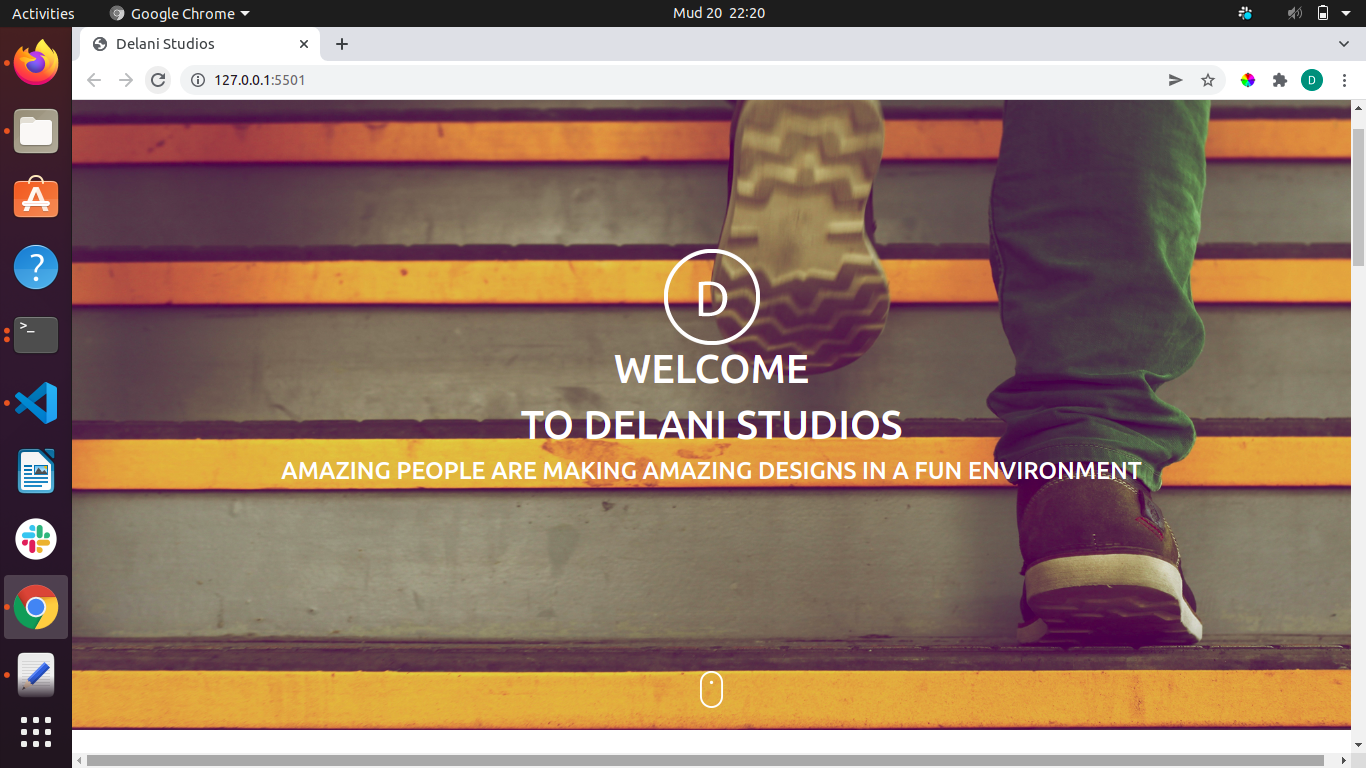 Activities
Google Chrome
Mud 20 22:20
Delani Studios
127.0.0.1:5501
D
>_
D
WELCOME
TO DELANI STUDIOS
AMAZING PEOPLE ARE MAKING AMAZING DESIGNS IN A FUN ENVIRONMENT